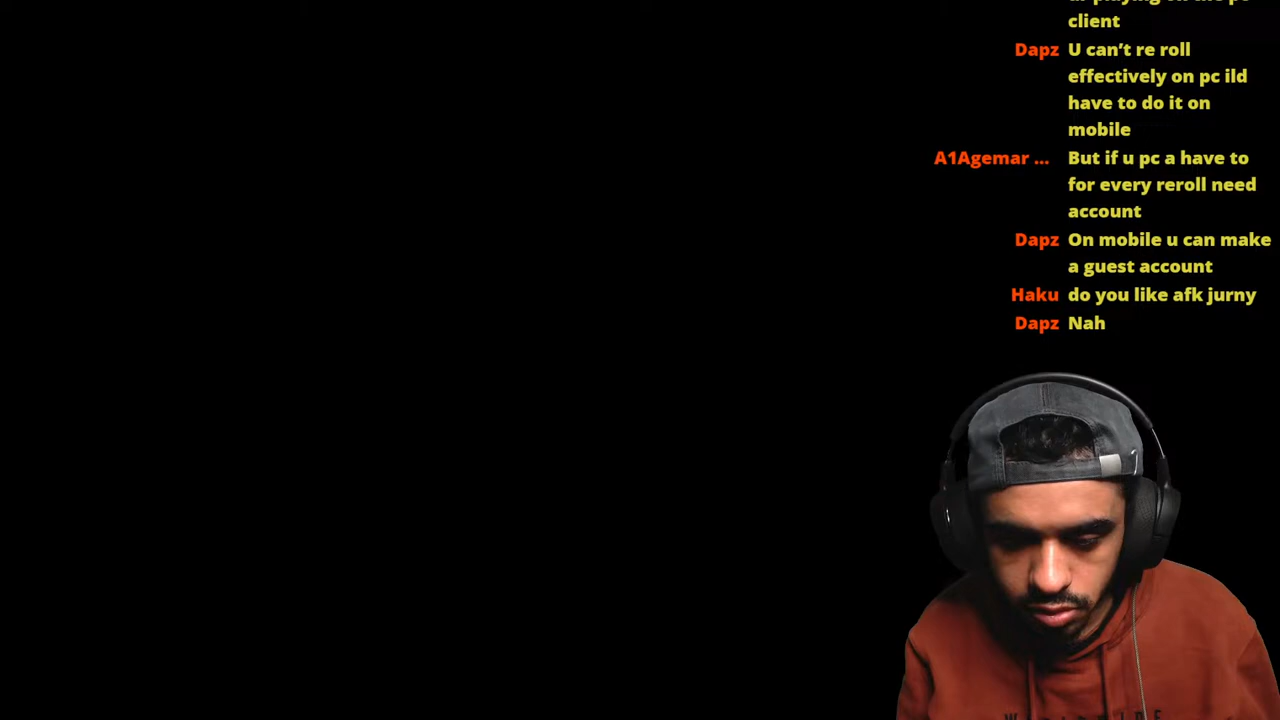 client
Dapz U can’t re roll
effectively on pc ild
have to do it on
mobile
A1Agemar ... But if u pc a have to
for every reroll need
account
Dapz On mobile u can make
a guest account
Haku do you like afk jurny
Dapz Nah